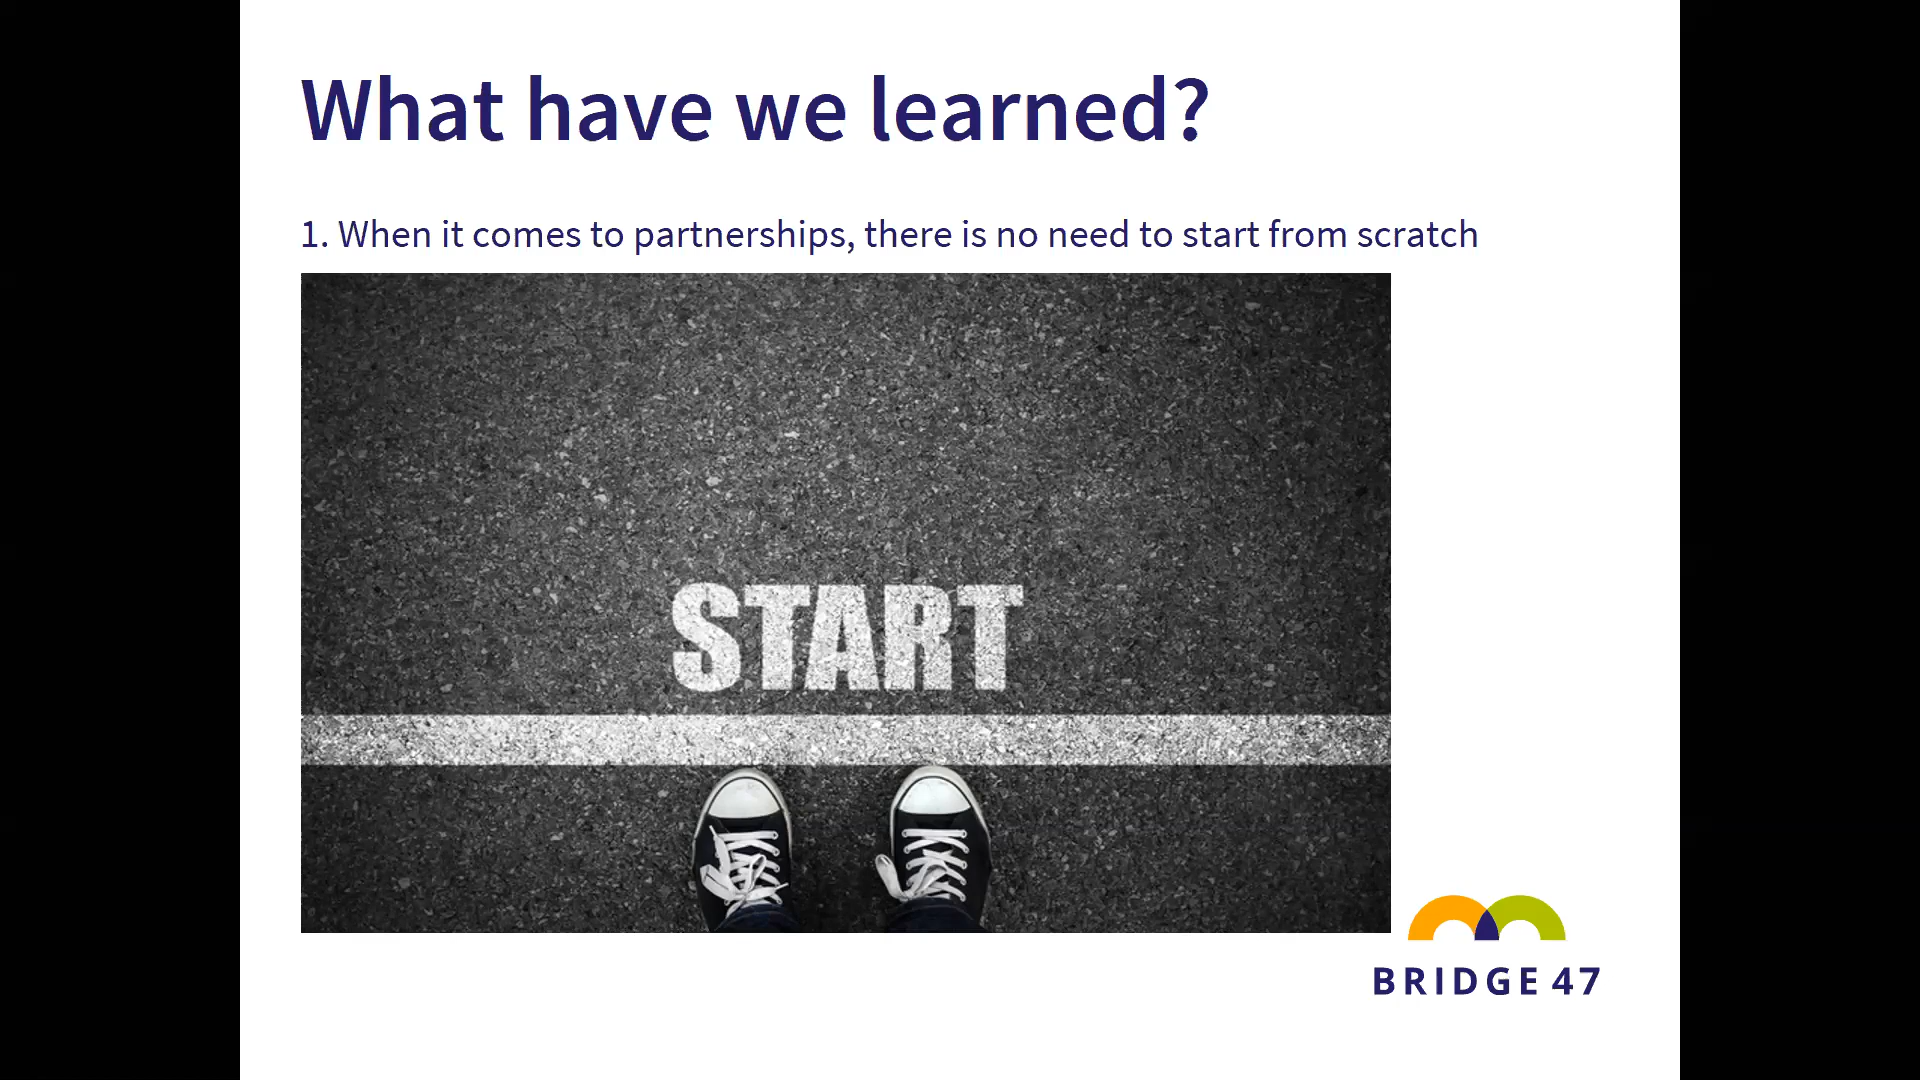 What have we learned?
1. When it comes to partnerships, there is no need to start from scratch
START
BRIDGE 47